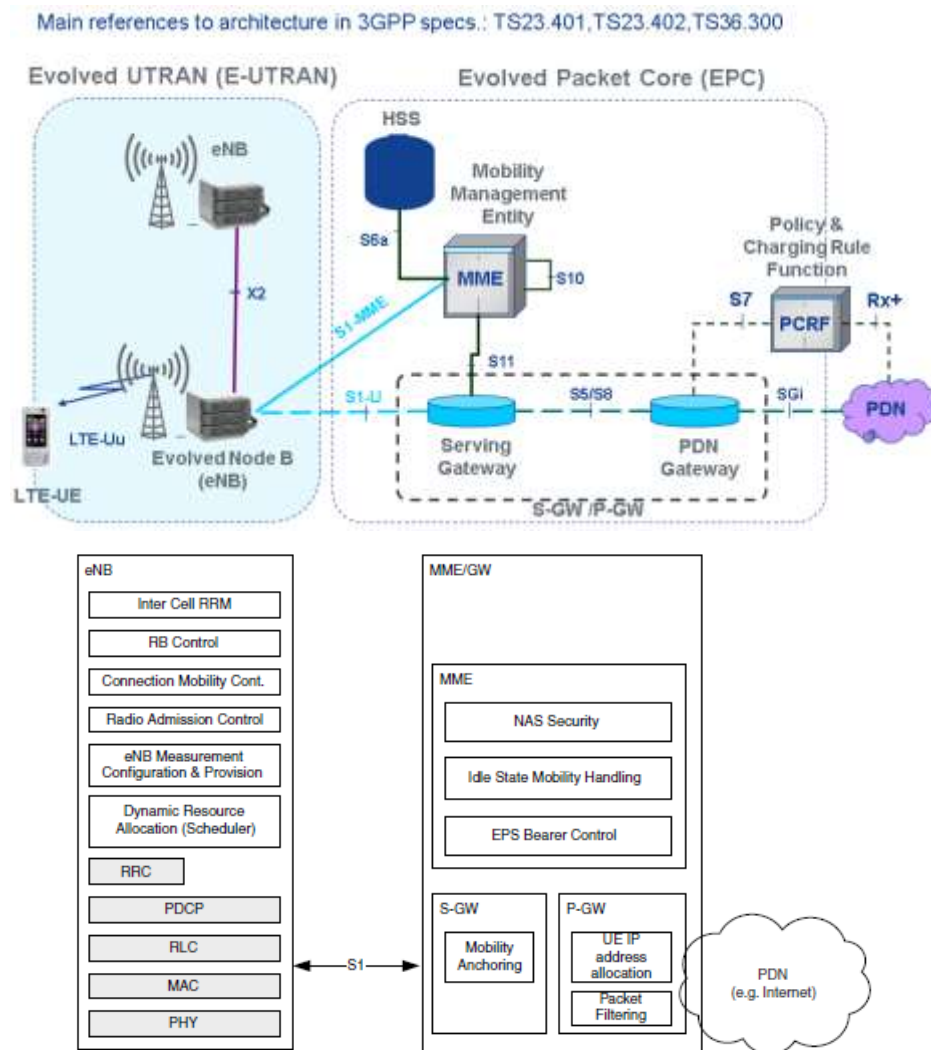 Main references to architecture in 3GPP specs.: TS23.401,TS23.402,TS36.300
Evolved UTRAN (E-UTRAN)
Evolved Packet Core (EPC)
HSS
eNB
Mobility
Management
Entity
Policy &
Charging Rule
Function
S6a
MME
S10
X2
S1-MME
S7
PCRF
Rx+
S11
S1-U
S5/S8
SGi
PDN
LTE-Uu
Serving
Gateway
PDN
Gateway
Evolved Node B
(eNB)
LTE-UE
S-GW /P-GW
eNB
Inter Cell RRM
RB Control
Connection Mobility Cont.
Radio Admission Control
eNB Measurement
Configuration & Provision
Dynamic Resource
Allocation (Scheduler)
RRC
PDCP
RLC
MAC
PHY
S1
MME/GW
MME
NAS Security
Idle State Mobility Handling
EPS Bearer Control
S-GW
Mobility
Anchoring
P-GW
UE IP
address
allocation
Packet
Filtering
PDN
(e.g. Internet)